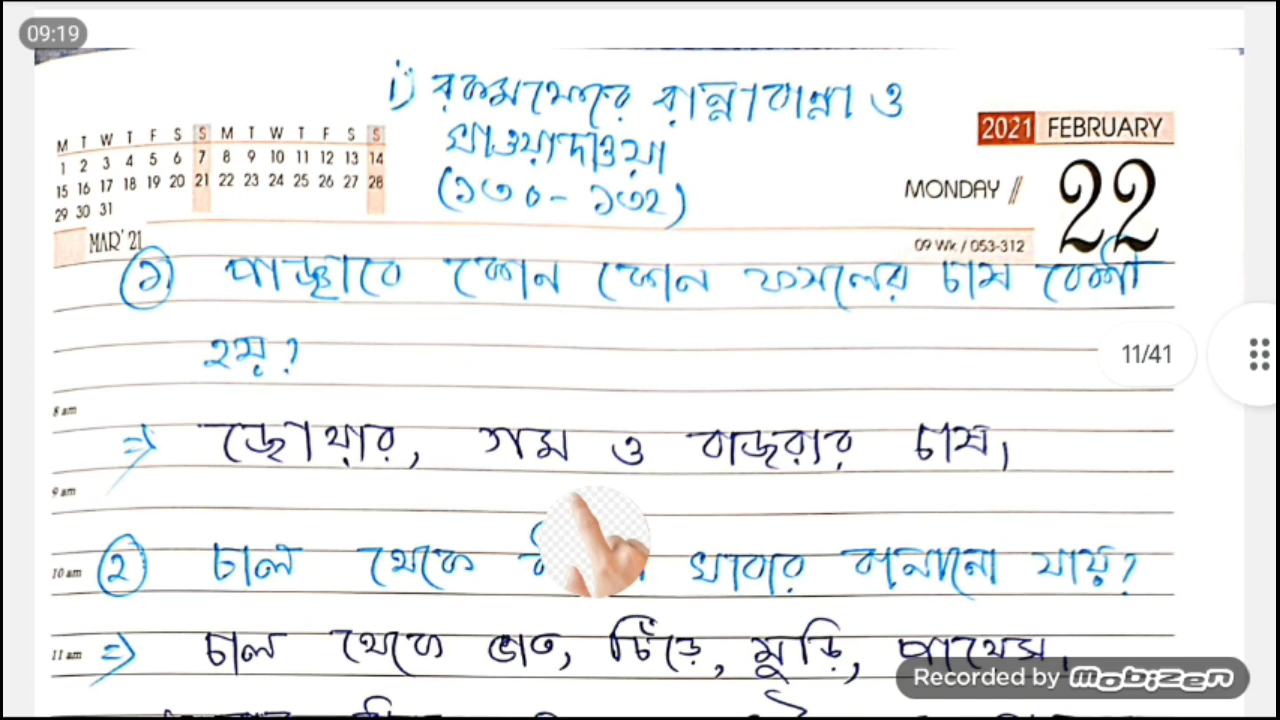 09:19
i) রকমফেরে রান্নাবান্না ও
খাওয়াদাওয়া
(১৩০ - ১৩২)
M T W T F S S M T W T F S S
1 2 3 4 5 6 7 8 9 10 11 12 13 14
15 16 17 18 19 20 21 22 23 24 25 26 27 28
29 30 31
MAR' 21
2021 FEBRUARY
MONDAY // 22
09 Wk / 053-312
১ পাঞ্জাবে কোন কোন ফসলের চাষ বেশী
হয়?
11/41
8 am
⇒ জোয়ার, গম ও বাজরার চাষ।
9 am
10 am ২ চাল থেকে খাবার বানানো যায়?
11 am ⇒ চাল থেকে ভাত, চিঁড়ে, মুড়ি, পায়েস,
Recorded by mobizen